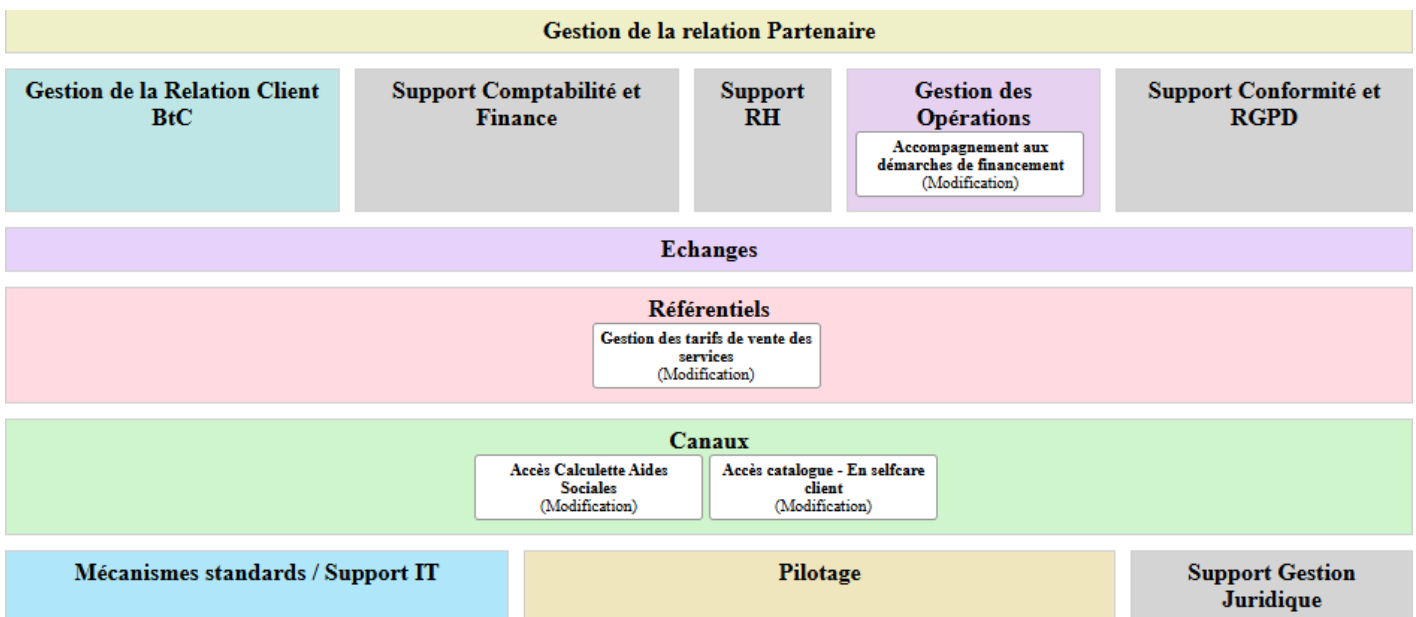 Gestion de la relation Partenaire
Gestion de la Relation Client
BtC
Support Comptabilité et
Finance
Support
RH
Gestion des
Opérations
Accompagnement aux
démarches de financement
(Modification)
Support Conformité et
RGPD
Echanges
Référentiels
Gestion des tarifs de vente des
services
(Modification)
Canaux
Accès Calculette Aides
Sociales
(Modification)
Accès catalogue - En selfcare
client
(Modification)
Mécanismes standards / Support IT
Pilotage
Support Gestion
Juridique